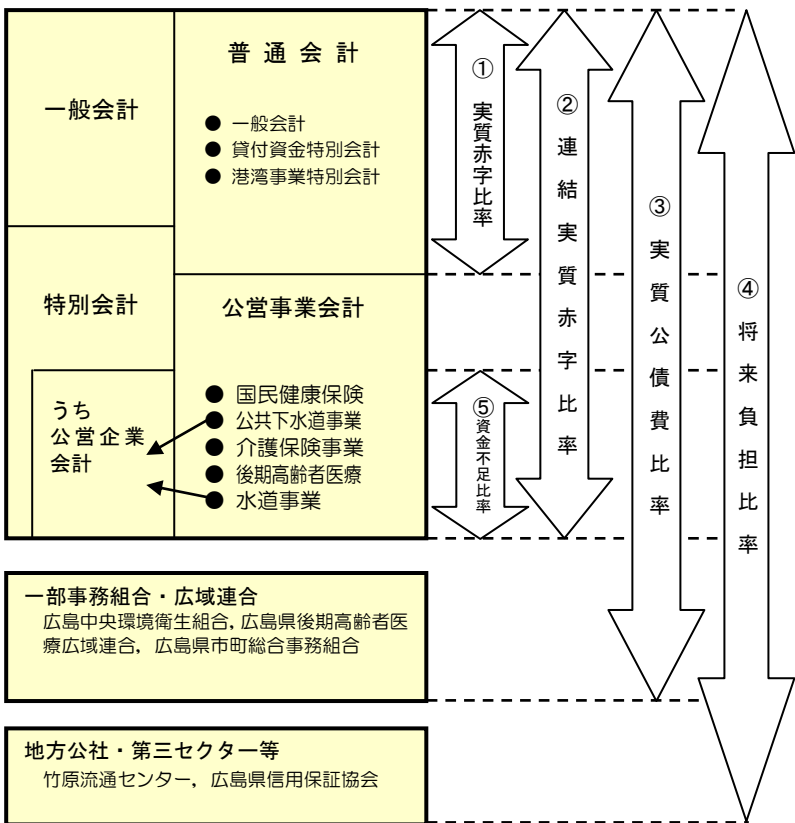 一般会計
普通会計
● 一般会計
● 貸付資金特別会計
● 港湾事業特別会計
特別会計
うち
公営企業
会計
公営事業会計
● 国民健康保険
● 公共下水道事業
● 介護保険事業
● 後期高齢者医療
● 水道事業
①実質赤字比率
②連結実質赤字比率
③実質公債費比率
④将来負担比率
⑤資金不足比率
一部事務組合・広域連合
広島中央環境衛生組合，広島県後期高齢者医
療広域連合，広島県市町総合事務組合
地方公社・第三セクター等
竹原流通センター，広島県信用保証協会